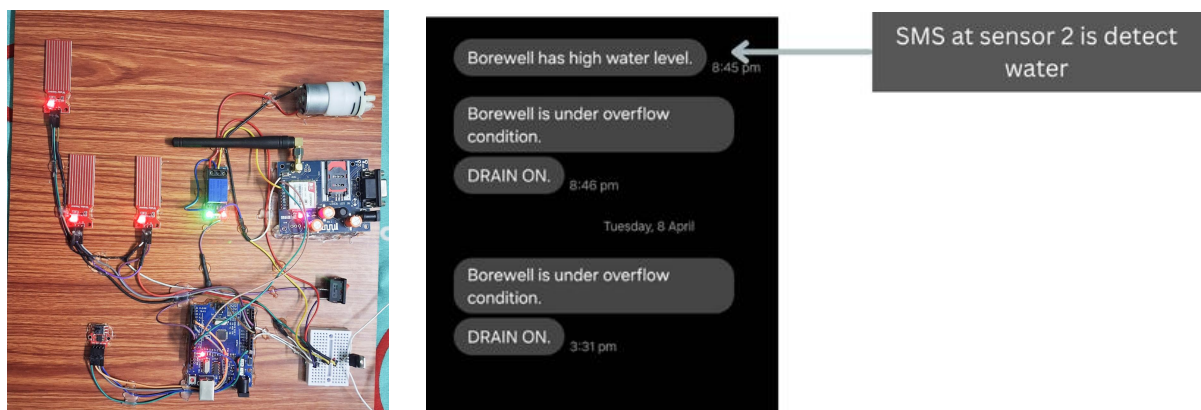 Borewell has high water level.
8:45 pm
SMS at sensor 2 is detect
water
Borewell is under overflow
condition.
DRAIN ON.
8:46 pm
Tuesday, 8 April
Borewell is under overflow
condition.
DRAIN ON.
3:31 pm